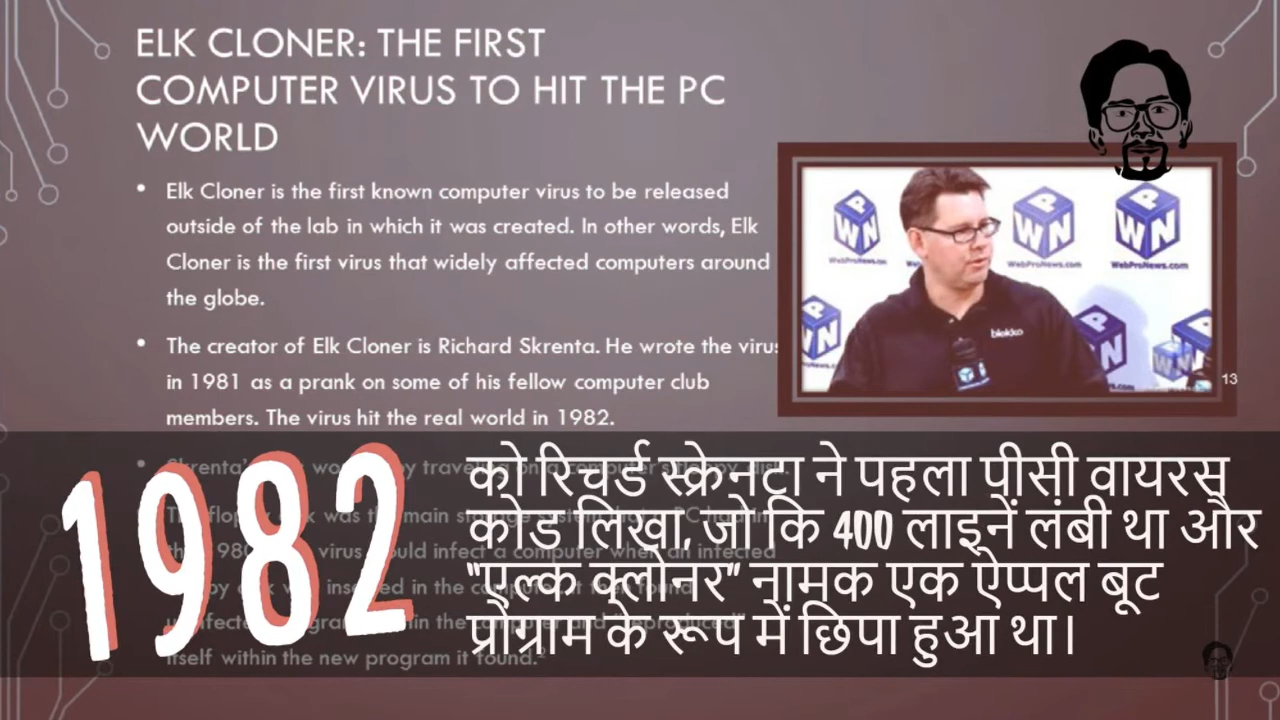 ELK CLONER: THE FIRST
COMPUTER VIRUS TO HIT THE PC
WORLD
• Elk Cloner is the first known computer virus to be released
outside of the lab in which it was created. In other words, Elk
Cloner is the first virus that widely affected computers around
the globe.
• The creator of Elk Cloner is Richard Skrenta. He wrote the virus
in 1981 as a prank on some of his fellow computer club
members. The virus hit the real world in 1982.
WebProNews.com
WebProNews.com
blekko
13
1982
को रिचर्ड स्क्रेनटा ने पहला पीसी वायरस
कोड लिखा, जो कि 400 लाइनें लंबी था और
"एल्क क्लोनर" नामक एक ऐप्पल बूट
प्रोग्राम के रूप में छिपा हुआ था।
itself within the new program it found.